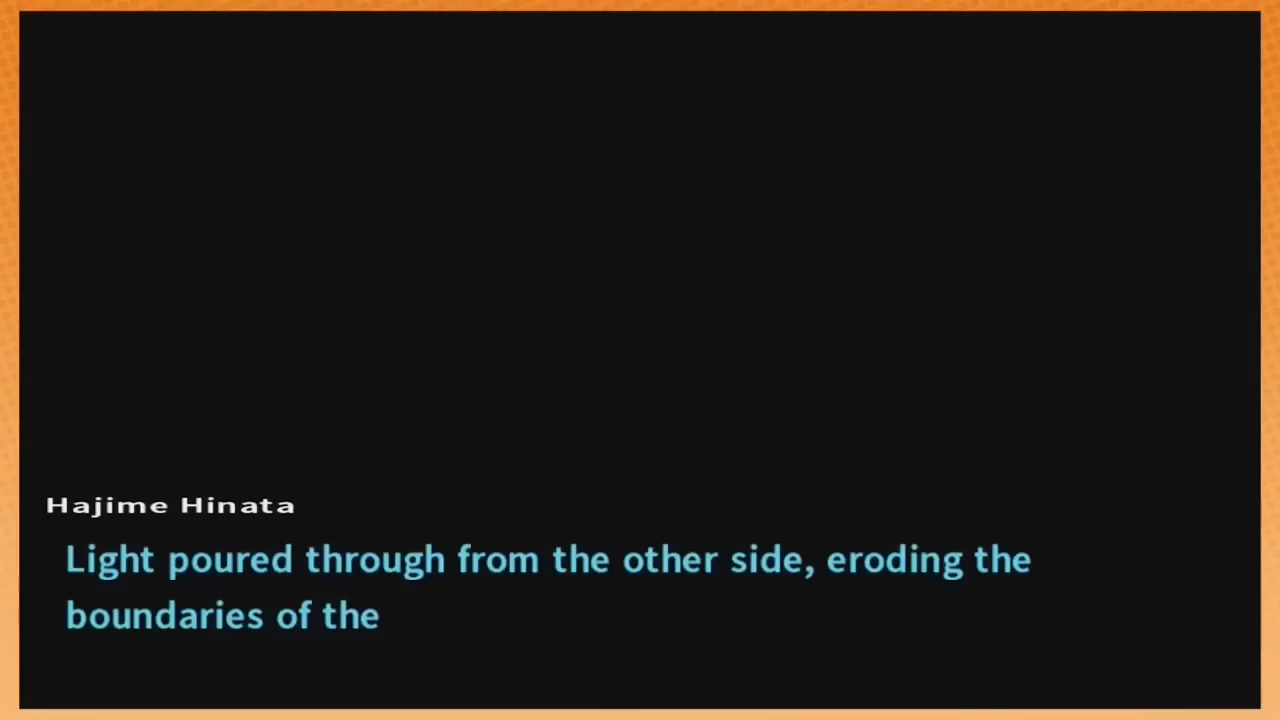 Hajime Hinata
Light poured through from the other side, eroding the
boundaries of the